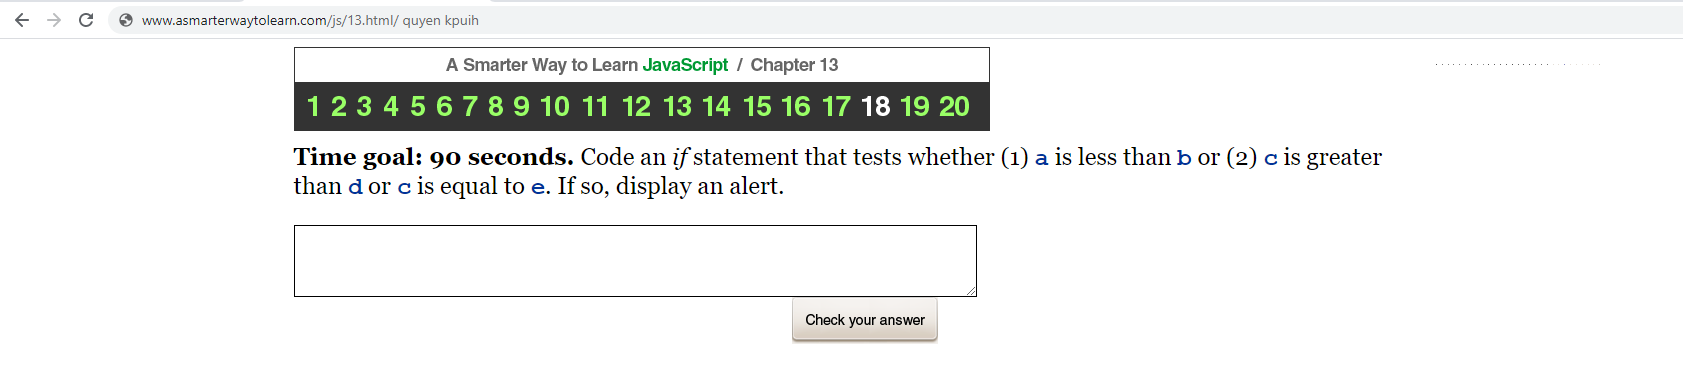 www.asmarterwaytolearn.com/js/13.html/ quyen kpuih
A Smarter Way to Learn JavaScript / Chapter 13
1 2 3 4 5 6 7 8 9 10 11 12 13 14 15 16 17 18 19 20
Time goal: 90 seconds. Code an if statement that tests whether (1) a is less than b or (2) c is greater
than d or c is equal to e. If so, display an alert.
Check your answer